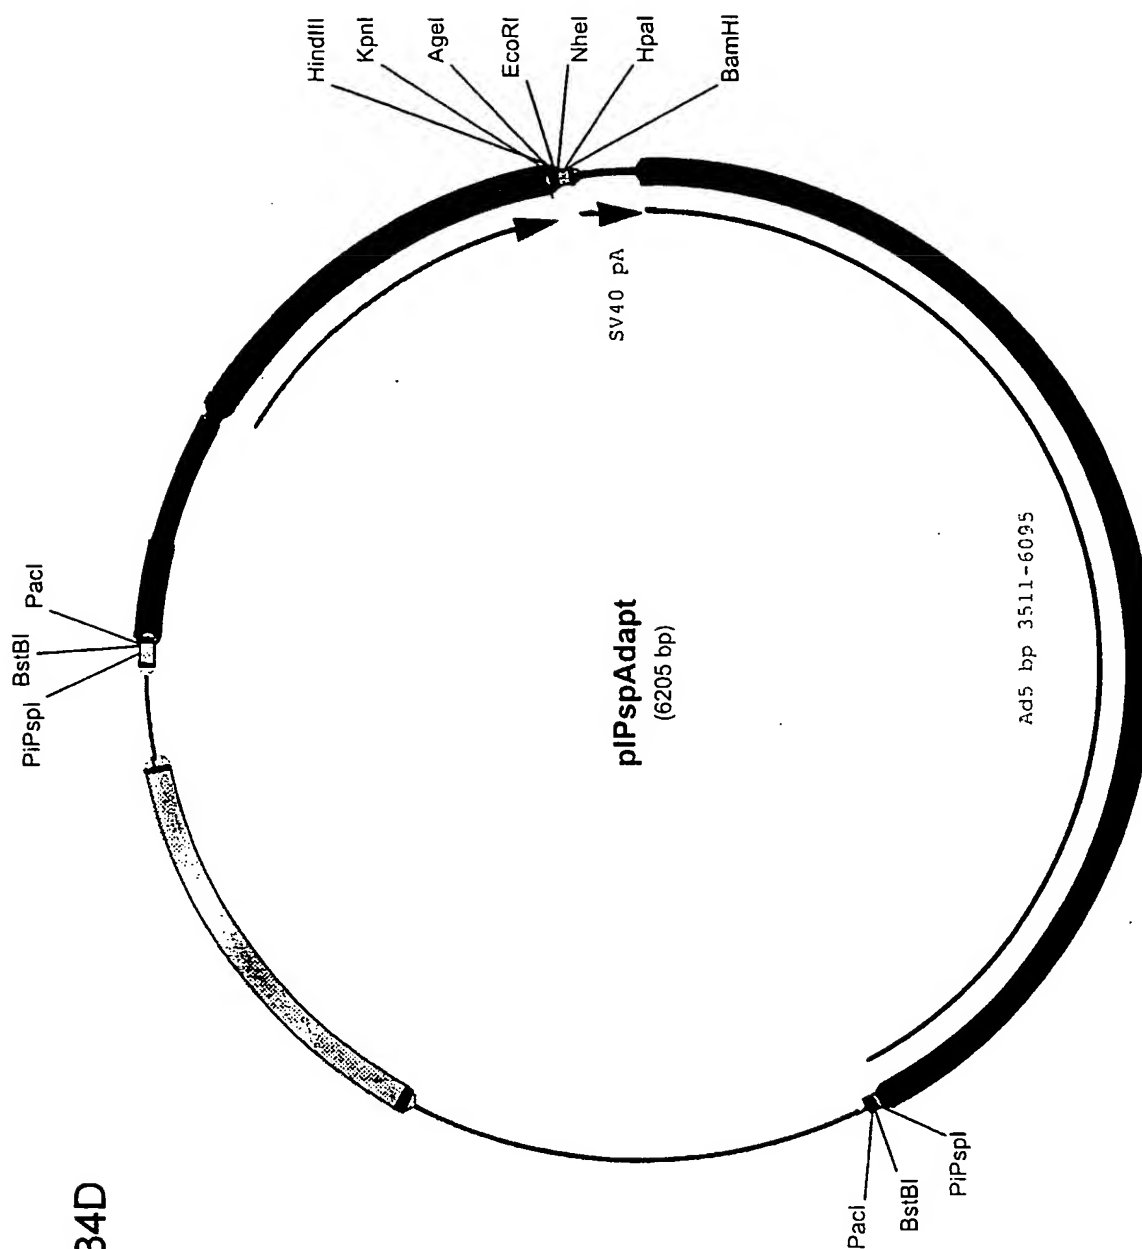 34D
HindIII
KpnI
AgeI
EcoRI
NheI
HpaI
BamHI
PacI
BstBI
PiPspI
SV40 pA
pIPspAdapt
(6205 bp)
Ad5 bp 3511-6095
PacI
BstBI
PiPspI